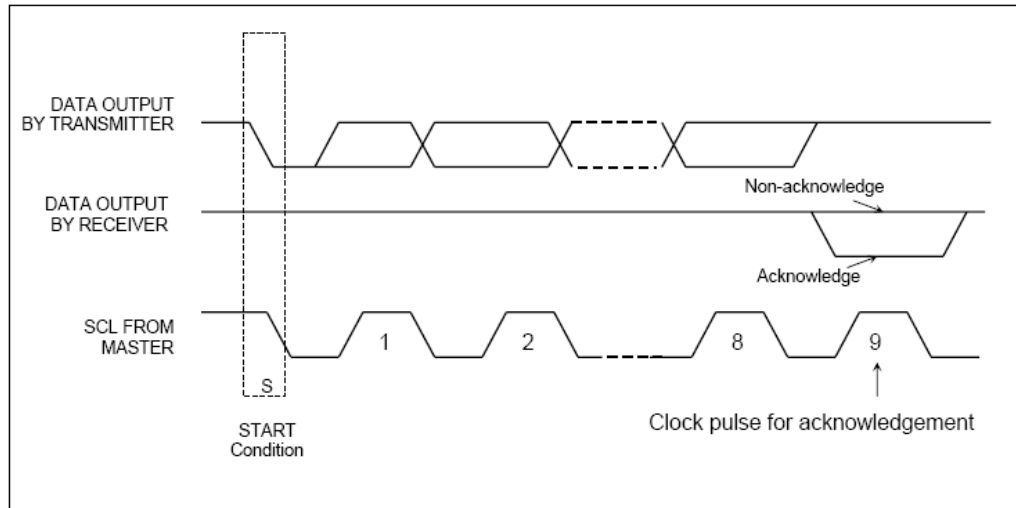 DATA OUTPUT
BY TRANSMITTER
DATA OUTPUT
BY RECEIVER
Non-acknowledge
Acknowledge
SCL FROM
MASTER
1
2
8
9
S
START
Condition
Clock pulse for acknowledgement